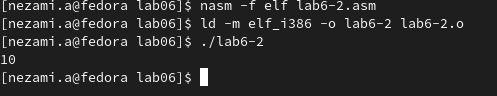 [nezami.a@fedora lab06]$ nasm -f elf lab6-2.asm
[nezami.a@fedora lab06]$ ld -m elf_i386 -o lab6-2 lab6-2.o
[nezami.a@fedora lab06]$ ./lab6-2
10
[nezami.a@fedora lab06]$